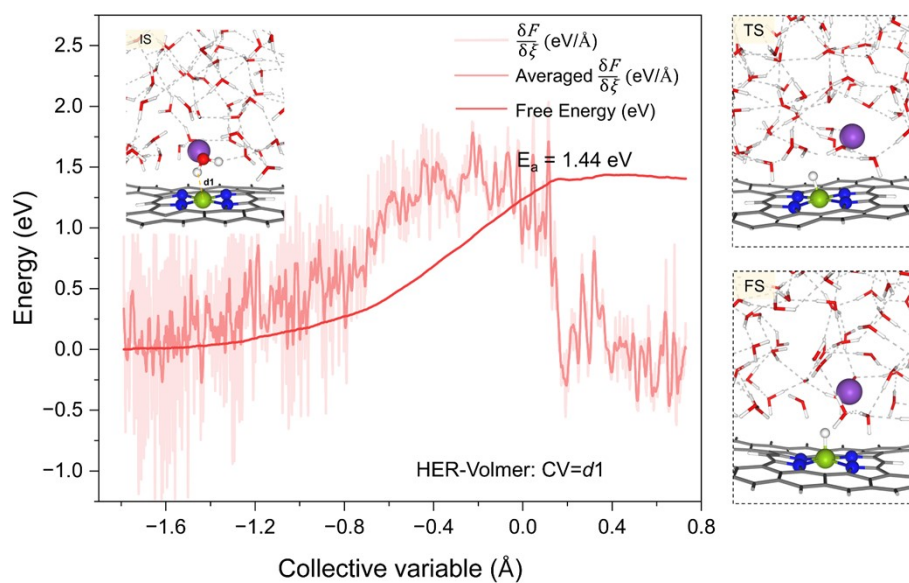 IS
d1
δF/δξ (eV/Å)
Averaged δF/δξ (eV/Å)
Free Energy (eV)
Eₐ = 1.44 eV
HER-Volmer: CV=d1
Energy (eV)
2.5
2.0
1.5
1.0
0.5
0.0
−0.5
−1.0
−1.6
−1.2
−0.8
−0.4
0.0
0.4
0.8
Collective variable (Å)
TS
FS